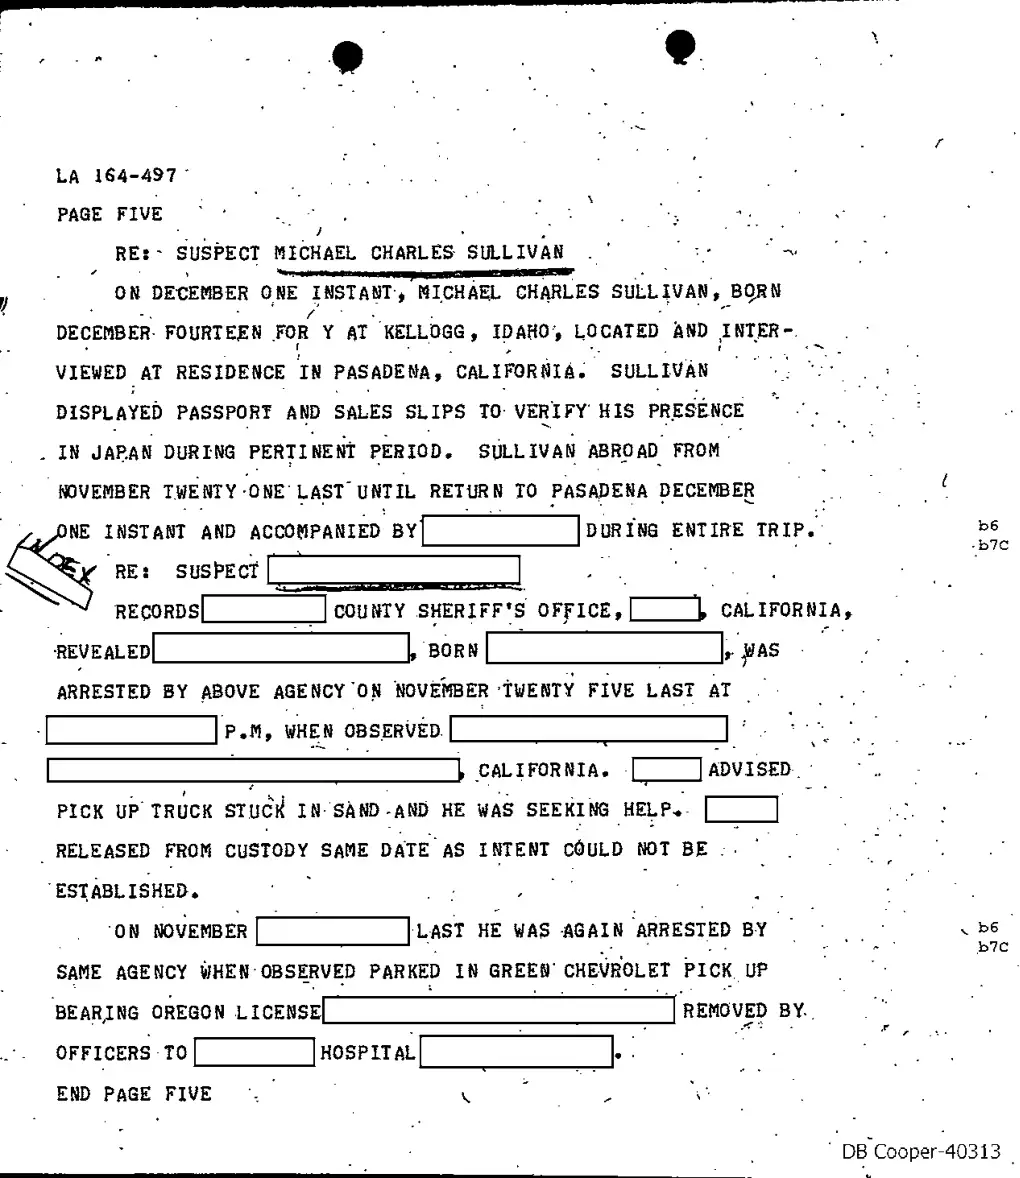 LA 164-497
PAGE FIVE
RE: SUSPECT MICHAEL CHARLES SULLIVAN
ON DECEMBER ONE INSTANT, MICHAEL CHARLES SULLIVAN, BORN
DECEMBER FOURTEEN FOR Y AT KELLOGG, IDAHO, LOCATED AND INTER-
VIEWED AT RESIDENCE IN PASADENA, CALIFORNIA. SULLIVAN
DISPLAYED PASSPORT AND SALES SLIPS TO VERIFY HIS PRESENCE
IN JAPAN DURING PERTINENT PERIOD. SULLIVAN ABROAD FROM
NOVEMBER TWENTY ONE LAST UNTIL RETURN TO PASADENA DECEMBER
ONE INSTANT AND ACCOMPANIED BY DURING ENTIRE TRIP.
b6
b7C
INDEX
RE: SUSPECT
RECORDS COUNTY SHERIFF'S OFFICE, , CALIFORNIA,
REVEALED , BORN , WAS
ARRESTED BY ABOVE AGENCY ON NOVEMBER TWENTY FIVE LAST AT
P.M, WHEN OBSERVED
, CALIFORNIA. ADVISED
PICK UP TRUCK STUCK IN SAND AND HE WAS SEEKING HELP.
RELEASED FROM CUSTODY SAME DATE AS INTENT COULD NOT BE
ESTABLISHED.
ON NOVEMBER LAST HE WAS AGAIN ARRESTED BY
b6
b7C
SAME AGENCY WHEN OBSERVED PARKED IN GREEN CHEVROLET PICK UP
BEARING OREGON LICENSE REMOVED BY
OFFICERS TO HOSPITAL .
END PAGE FIVE
DB Cooper-40313